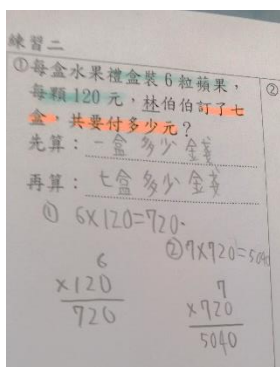 練習二
①每盒水果禮盒裝6粒蘋果，
②
每顆120元，林伯伯訂了七
盒，共要付多少元？
先算：一盒多少金錢
再算：七盒多少金錢
① 6×120=720.
②7×720=5040
6
×120
720
7
×720
5040